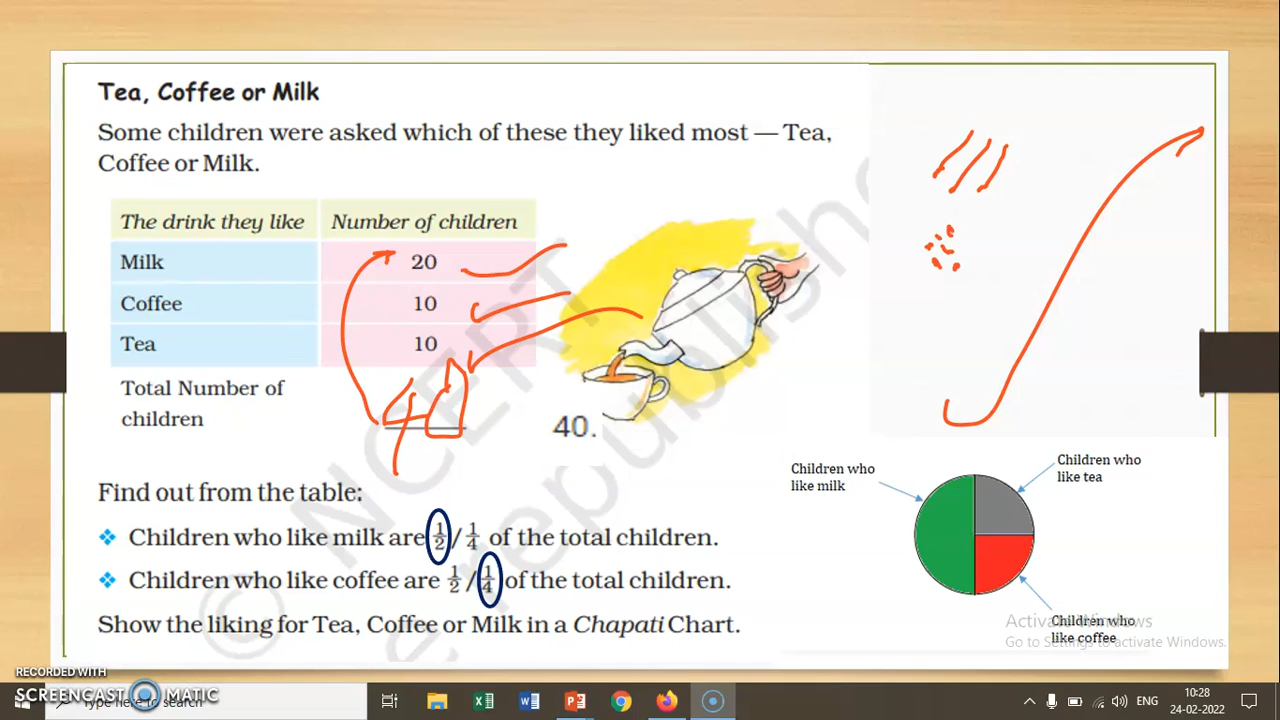 Tea, Coffee or Milk
Some children were asked which of these they liked most — Tea,
Coffee or Milk.
The drink they like Number of children
Milk 20
Coffee 10
Tea 10
Total Number of
children
40
40.
Find out from the table:
❖ Children who like milk are 1/2 / 1/4 of the total children.
❖ Children who like coffee are 1/2 / 1/4 of the total children.
Show the liking for Tea, Coffee or Milk in a Chapati Chart.
Children who
like milk
Children who
like tea
Children who
like coffee
© NCERT
republishe
Activate Windows
Go to Settings to activate Windows.
RECORDED WITH
SCREENCAST MATIC
Type here to search
ENG
10:28
24-02-2022